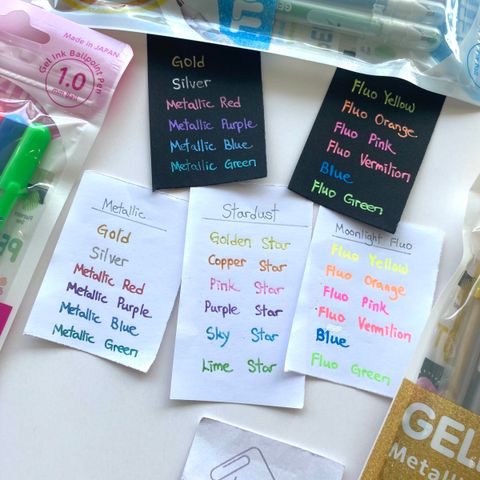 Made in JAPAN
Gel Ink Ballpoint Pen
1.0
Gold
Silver
Metallic Red
Metallic Purple
Metallic Blue
Metallic Green
Fluo Yellow
Fluo Orange
Fluo Pink
Fluo Vermilion
Blue
Fluo Green
Metallic
Gold
Silver
Metallic Red
Metallic Purple
Metallic Blue
Metallic Green
Stardust
Golden Star
Copper Star
Pink Star
Purple Star
Sky Star
Lime Star
Moonlight Fluo
Fluo Yellow
Fluo Orange
Fluo Pink
Fluo Vermilion
Blue
Fluo Green
GELL
Metalli